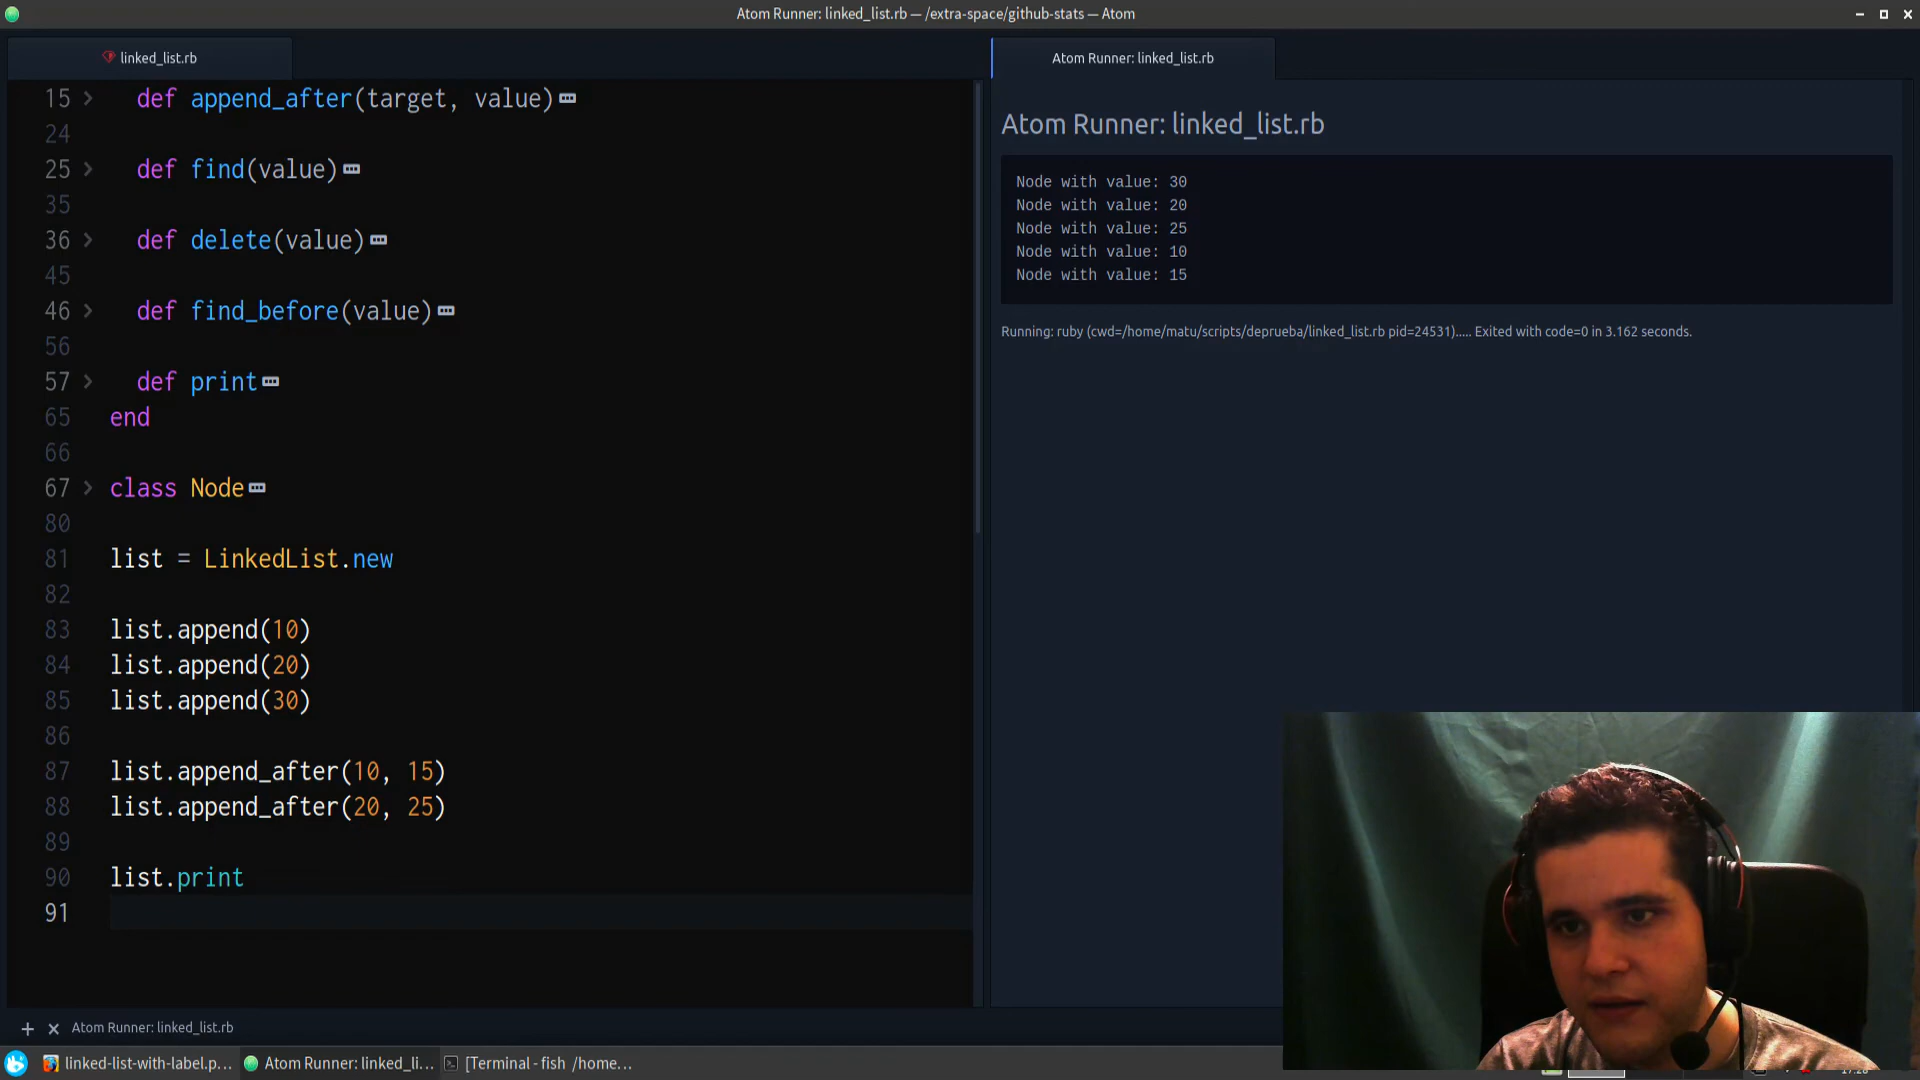 Atom Runner: linked_list.rb — /extra-space/github-stats — Atom
linked_list.rb
15 def append_after(target, value)
24
25 def find(value)
35
36 def delete(value)
45
46 def find_before(value)
56
57 def print
65 end
66
67 class Node
80
81 list = LinkedList.new
82
83 list.append(10)
84 list.append(20)
85 list.append(30)
86
87 list.append_after(10, 15)
88 list.append_after(20, 25)
89
90 list.print
91
Atom Runner: linked_list.rb
Atom Runner: linked_list.rb
Node with value: 30
Node with value: 20
Node with value: 25
Node with value: 10
Node with value: 15
Running: ruby (cwd=/home/matu/scripts/deprueba/linked_list.rb pid=24531)..... Exited with code=0 in 3.162 seconds.
Atom Runner: linked_list.rb
linked-list-with-label.p...
Atom Runner: linked_li...
[Terminal - fish /home...